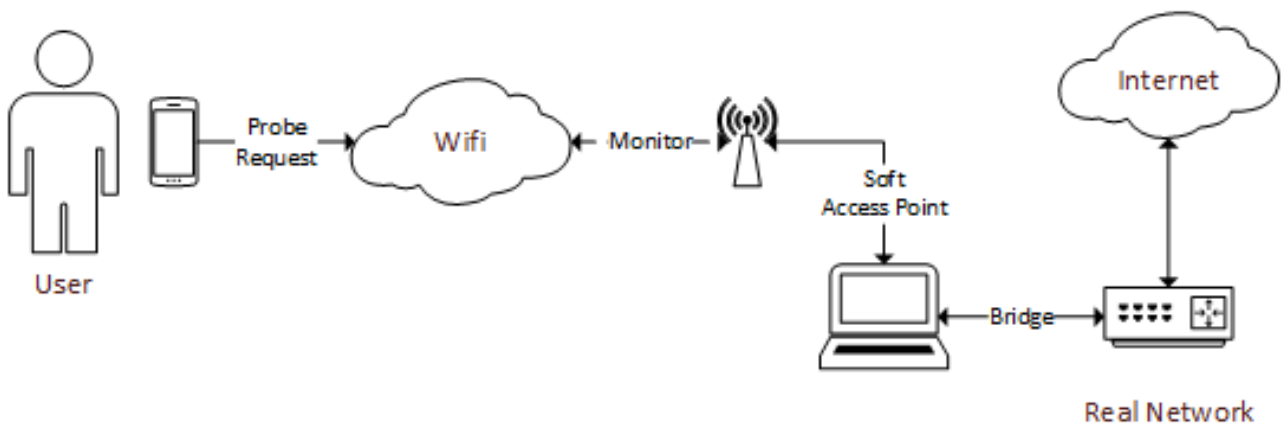 Internet
Probe
Request
Wifi
Monitor
Soft
Access Point
User
Bridge
Real Network